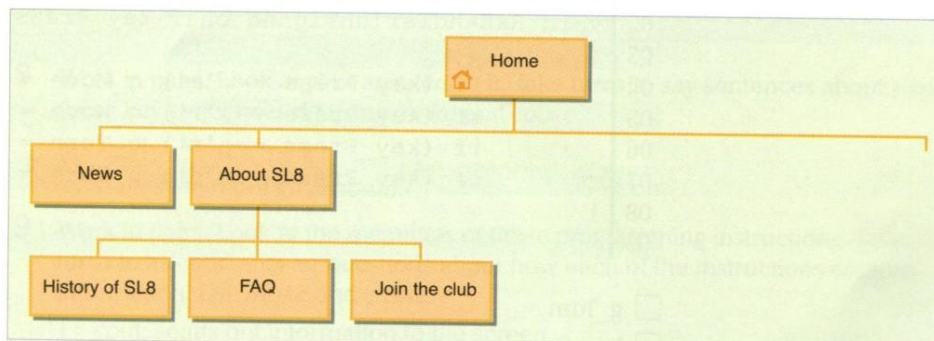 Home
News
About SL8
History of SL8
FAQ
Join the club